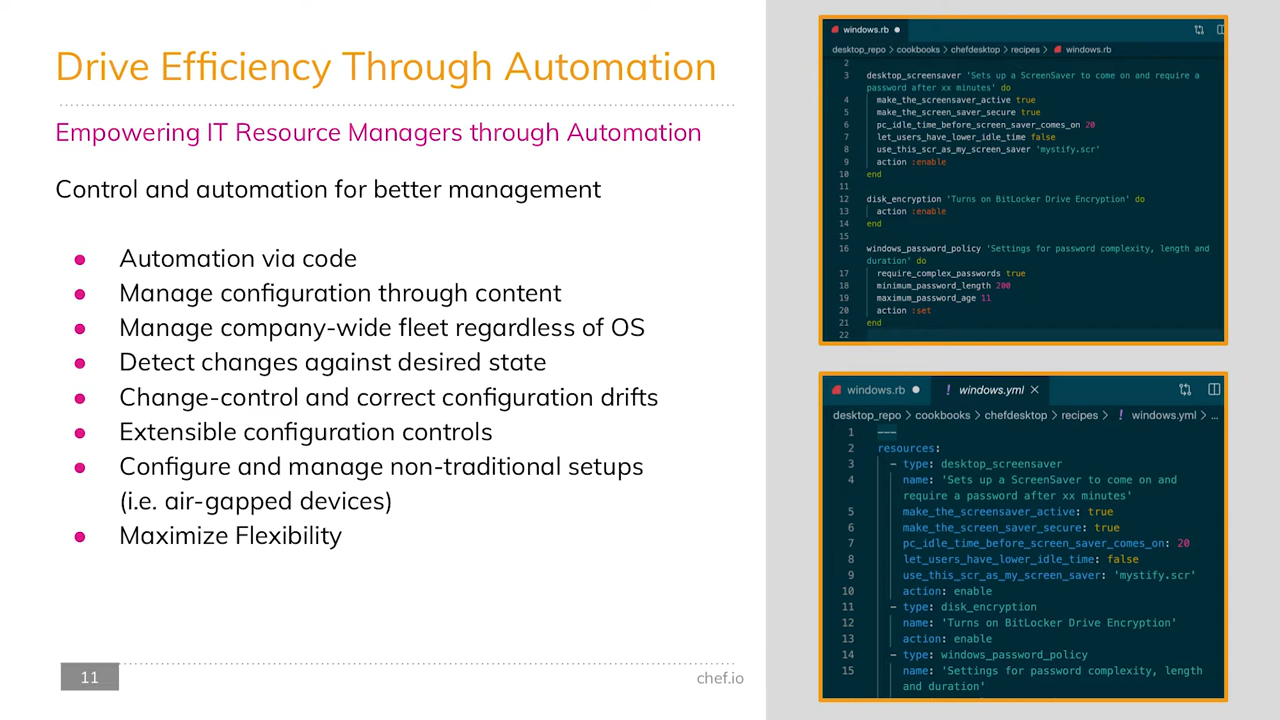 Drive Efficiency Through Automation
Empowering IT Resource Managers through Automation
Control and automation for better management
● Automation via code
● Manage configuration through content
● Manage company-wide fleet regardless of OS
● Detect changes against desired state
● Change-control and correct configuration drifts
● Extensible configuration controls
● Configure and manage non-traditional setups
(i.e. air-gapped devices)
● Maximize Flexibility
11
chef.io
windows.rb ●
desktop_repo > cookbooks > chefdesktop > recipes > windows.rb
2
3 desktop_screensaver 'Sets up a ScreenSaver to come on and require a
password after xx minutes' do
4 make_the_screensaver_active true
5 make_the_screen_saver_secure true
6 pc_idle_time_before_screen_saver_comes_on 20
7 let_users_have_lower_idle_time false
8 use_this_scr_as_my_screen_saver 'mystify.scr'
9 action :enable
10 end
11
12 disk_encryption 'Turns on BitLocker Drive Encryption' do
13 action :enable
14 end
15
16 windows_password_policy 'Settings for password complexity, length and
duration' do
17 require_complex_passwords true
18 minimum_password_length 200
19 maximum_password_age 11
20 action :set
21 end
22
windows.rb ● ! windows.yml ×
desktop_repo > cookbooks > chefdesktop > recipes > ! windows.yml > ...
1 ---
2 resources:
3 - type: desktop_screensaver
4 name: 'Sets up a ScreenSaver to come on and
require a password after xx minutes'
5 make_the_screensaver_active: true
6 make_the_screen_saver_secure: true
7 pc_idle_time_before_screen_saver_comes_on: 20
8 let_users_have_lower_idle_time: false
9 use_this_scr_as_my_screen_saver: 'mystify.scr'
10 action: enable
11 - type: disk_encryption
12 name: 'Turns on BitLocker Drive Encryption'
13 action: enable
14 - type: windows_password_policy
15 name: 'Settings for password complexity, length
and duration'